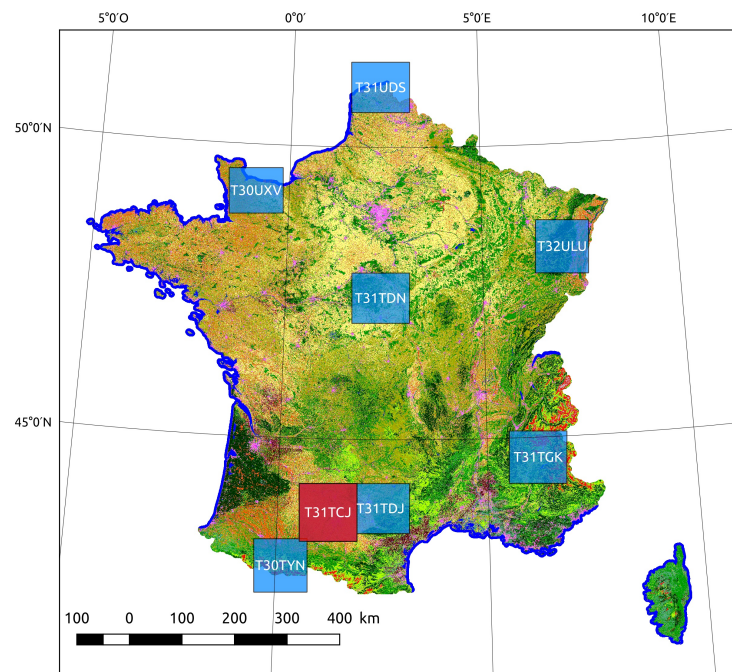 5°0'O 0°0' 5°0'E 10°0'E
T31UDS
50°0'N
T30UXV
T32ULU
T31TDN
45°0'N
T31TGK
T31TCJ T31TDJ
T30TYN
100 0 100 200 300 400 km